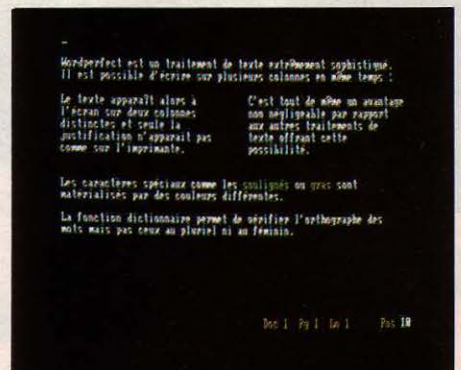 Wordperfect est un traitement de texte extrêmement sophistiqué.
Il est possible d'écrire sur plusieurs colonnes en même temps :
Le texte apparaît alors à
l'écran sur deux colonnes
distinctes et seule la
justification n'apparait pas
comme sur l'imprimante.
C'est tout de même un avantage
non négligeable par rapport
aux autres traitements de
texte offrant cette
possibilité.
Les caractères spéciaux comme les soulignés ou gras sont
matérialisés par des couleurs différentes.
La fonction dictionnaire permet de vérifier l'orthographe des
mots mais pas ceux au pluriel ni au féminin.
Doc 1 Pg 1 Ln 1 Pos 10